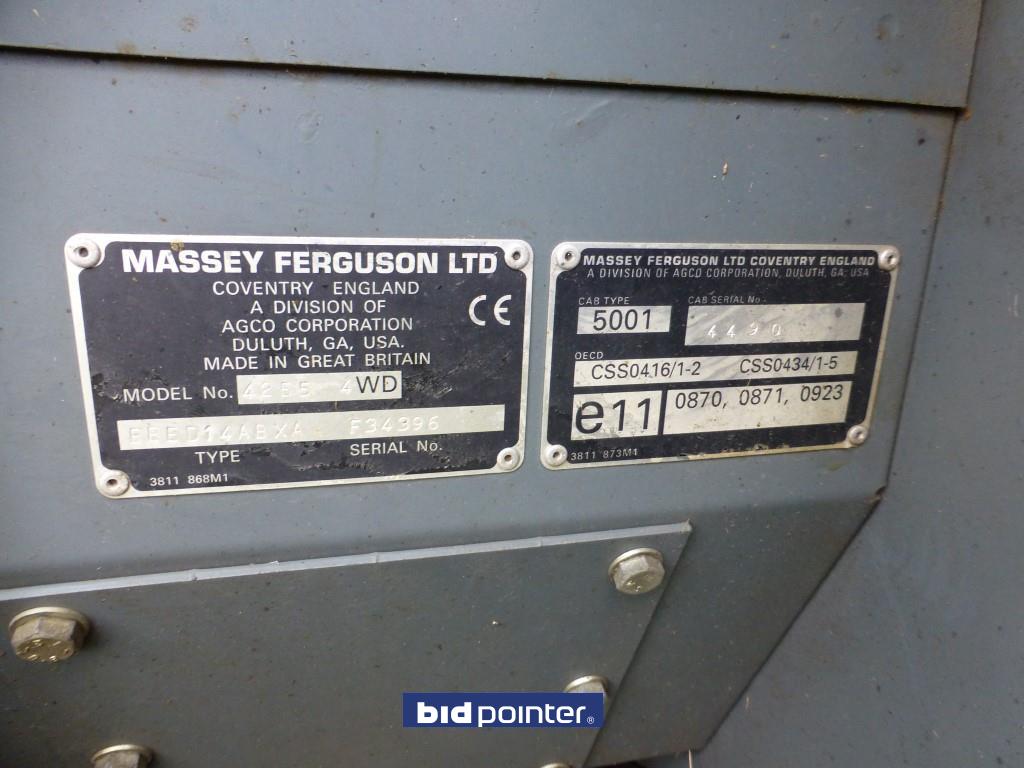 MASSEY FERGUSON LTD
COVENTRY ENGLAND
A DIVISION OF
AGCO CORPORATION
DULUTH, GA, USA.
MADE IN GREAT BRITAIN
CE
MODEL No. 4255 4WD
F34396
TYPE SERIAL No.
3811 868M1
MASSEY FERGUSON LTD COVENTRY ENGLAND
A DIVISION OF AGCO CORPORATION, DULUTH, GA, USA
CAB TYPE CAB SERIAL No.
5001 4490
OECD
CSS0416/1-2 CSS0434/1-5
e11 0870, 0871, 0923
3811 873M1
bidpointer®